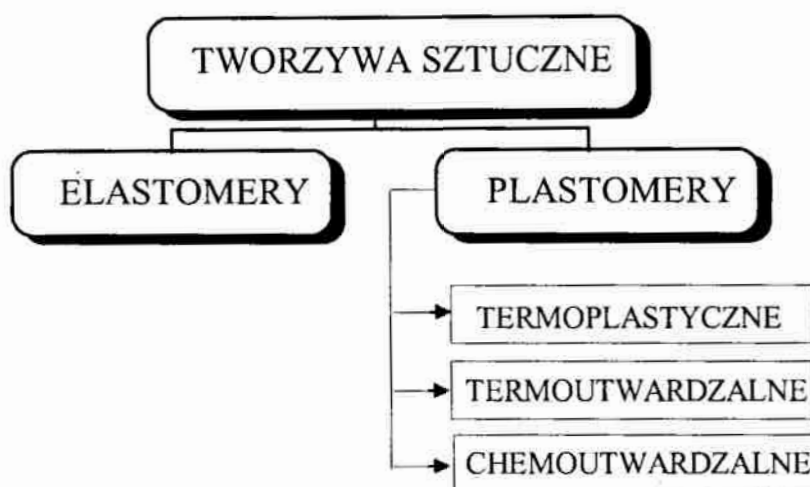 TWORZYWA SZTUCZNE
ELASTOMERY
PLASTOMERY
TERMOPLASTYCZNE
TERMOUTWARDZALNE
CHEMOUTWARDZALNE